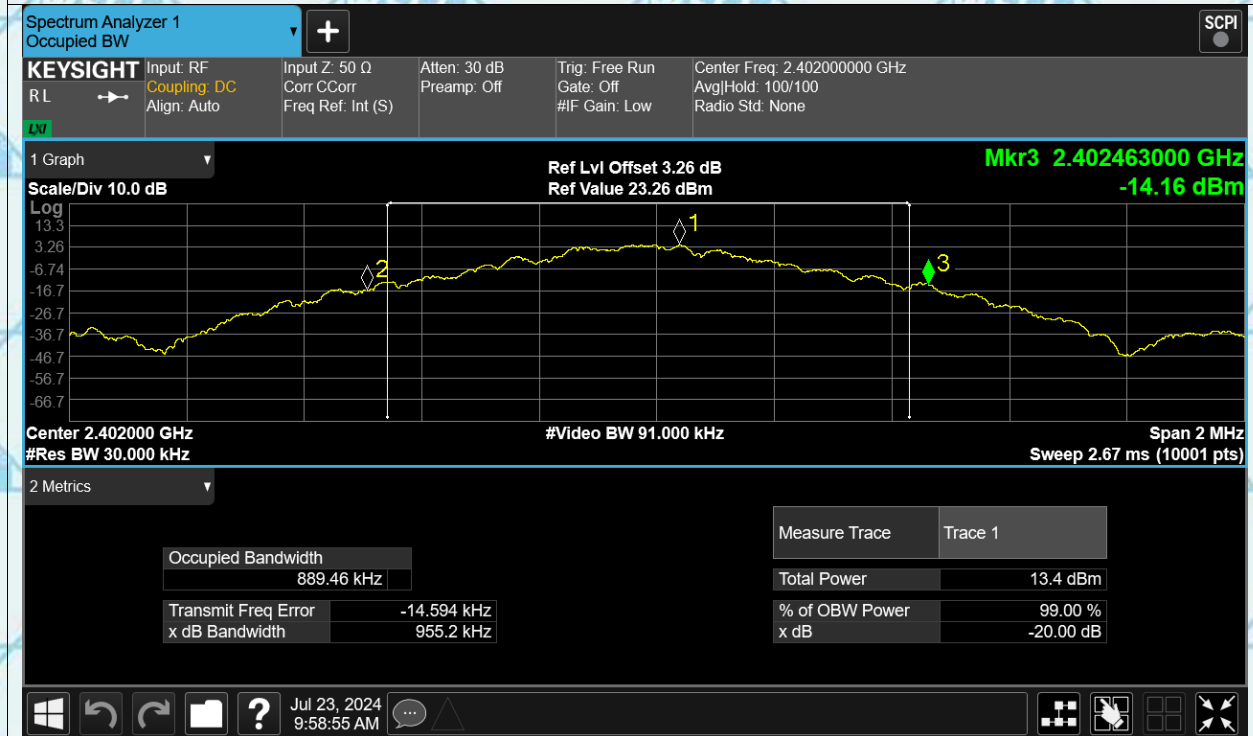 Spectrum Analyzer 1
Occupied BW
SCPI
KEYSIGHT
RL
LXI
Input: RF
Coupling: DC
Align: Auto
Input Z: 50 Ω
Corr CCorr
Freq Ref: Int (S)
Atten: 30 dB
Preamp: Off
Trig: Free Run
Gate: Off
#IF Gain: Low
Center Freq: 2.402000000 GHz
Avg|Hold: 100/100
Radio Std: None
1 Graph
Scale/Div 10.0 dB
Ref Lvl Offset 3.26 dB
Ref Value 23.26 dBm
Mkr3 2.402463000 GHz
-14.16 dBm
Log
13.3
3.26
-6.74
-16.7
-26.7
-36.7
-46.7
-56.7
-66.7
1
2
3
Center 2.402000 GHz
#Video BW 91.000 kHz
Span 2 MHz
#Res BW 30.000 kHz
Sweep 2.67 ms (10001 pts)
2 Metrics
Occupied Bandwidth
889.46 kHz
Transmit Freq Error -14.594 kHz
x dB Bandwidth 955.2 kHz
Measure Trace Trace 1
Total Power 13.4 dBm
% of OBW Power 99.00 %
x dB -20.00 dB
Jul 23, 2024
9:58:55 AM